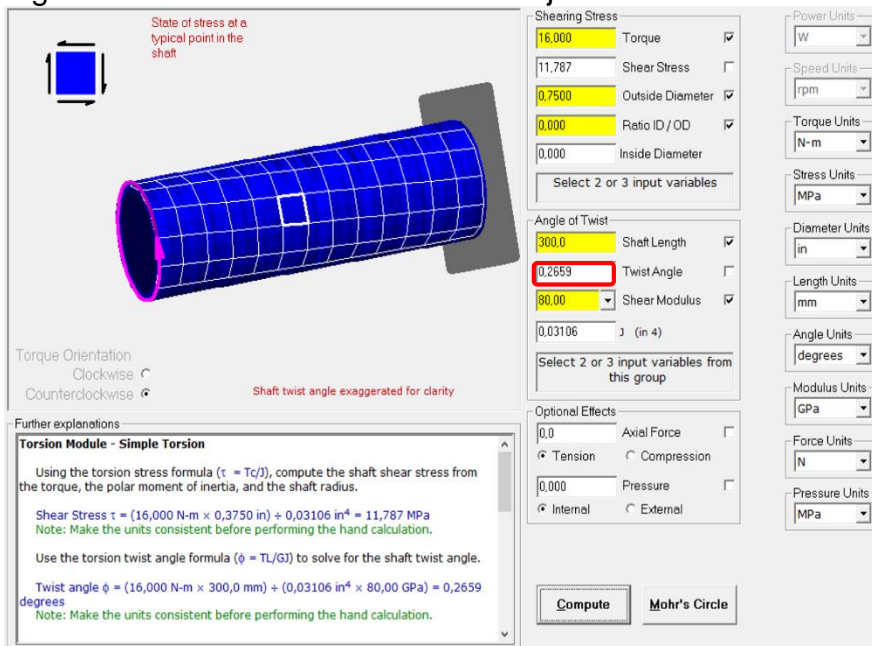 State of stress at a
typical point in the
shaft
Torque Orientation
Clockwise
Counterclockwise
Shaft twist angle exaggerated for clarity
Further explanations
Torsion Module - Simple Torsion
Using the torsion stress formula (τ = Tc/J), compute the shaft shear stress from
the torque, the polar moment of inertia, and the shaft radius.
Shear Stress τ = (16,000 N-m × 0,3750 in) ÷ 0,03106 in⁴ = 11,787 MPa
Note: Make the units consistent before performing the hand calculation.
Use the torsion twist angle formula (ϕ = TL/GJ) to solve for the shaft twist angle.
Twist angle ϕ = (16,000 N-m × 300,0 mm) ÷ (0,03106 in⁴ × 80,00 GPa) = 0,2659
degrees
Note: Make the units consistent before performing the hand calculation.
Shearing Stress
16,000 Torque
11,787 Shear Stress
0,7500 Outside Diameter
0,000 Ratio ID / OD
0,000 Inside Diameter
Select 2 or 3 input variables
Angle of Twist
300,0 Shaft Length
0,2659 Twist Angle
80,00 Shear Modulus
0,03106 J (in 4)
Select 2 or 3 input variables from
this group
Optional Effects
0,0 Axial Force
Tension Compression
0,000 Pressure
Internal External
Compute Mohr's Circle
Power Units
W
Speed Units
rpm
Torque Units
N-m
Stress Units
MPa
Diameter Units
in
Length Units
mm
Angle Units
degrees
Modulus Units
GPa
Force Units
N
Pressure Units
MPa